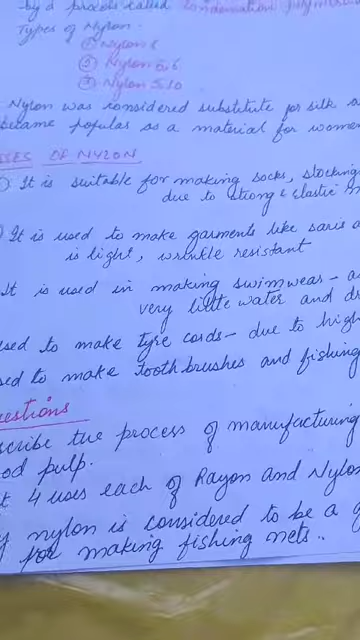 by a process called Condensation
Types of Nylon -
① Nylon 6
② Nylon 6.6
③ Nylon 5.10
Nylon was considered substitute for silk
became popular as a material for women
USES OF NYLON
It is suitable for making socks, stocking
due to strong & elastic
It is used to make garments like saris
is light, wrinkle resistant
It is used in making swimwear -
very little water and
used to make tyre cords - due to high
used to make toothbrushes and fishing
Questions
scribe the process of manufacturing
od pulp.
4 uses each of Rayon and Nylon
y nylon is considered to be a
for making fishing nets..